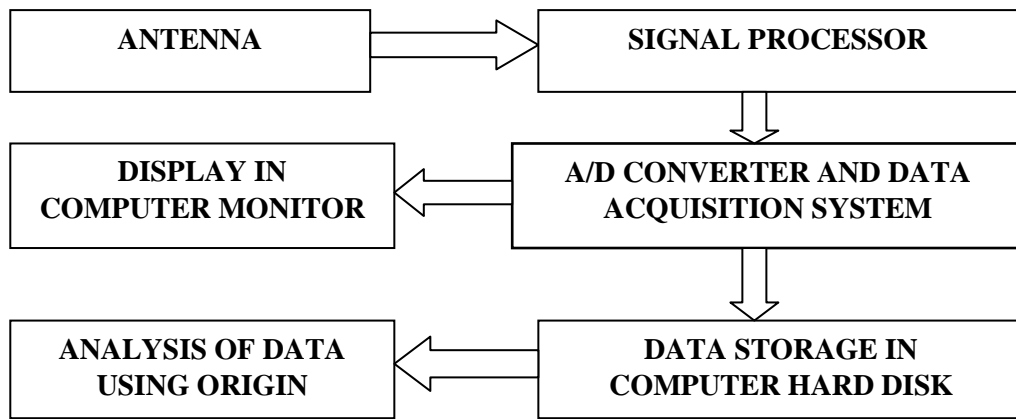 ANTENNA
SIGNAL PROCESSOR
DISPLAY IN
COMPUTER MONITOR
A/D CONVERTER AND DATA
ACQUISITION SYSTEM
ANALYSIS OF DATA
USING ORIGIN
DATA STORAGE IN
COMPUTER HARD DISK